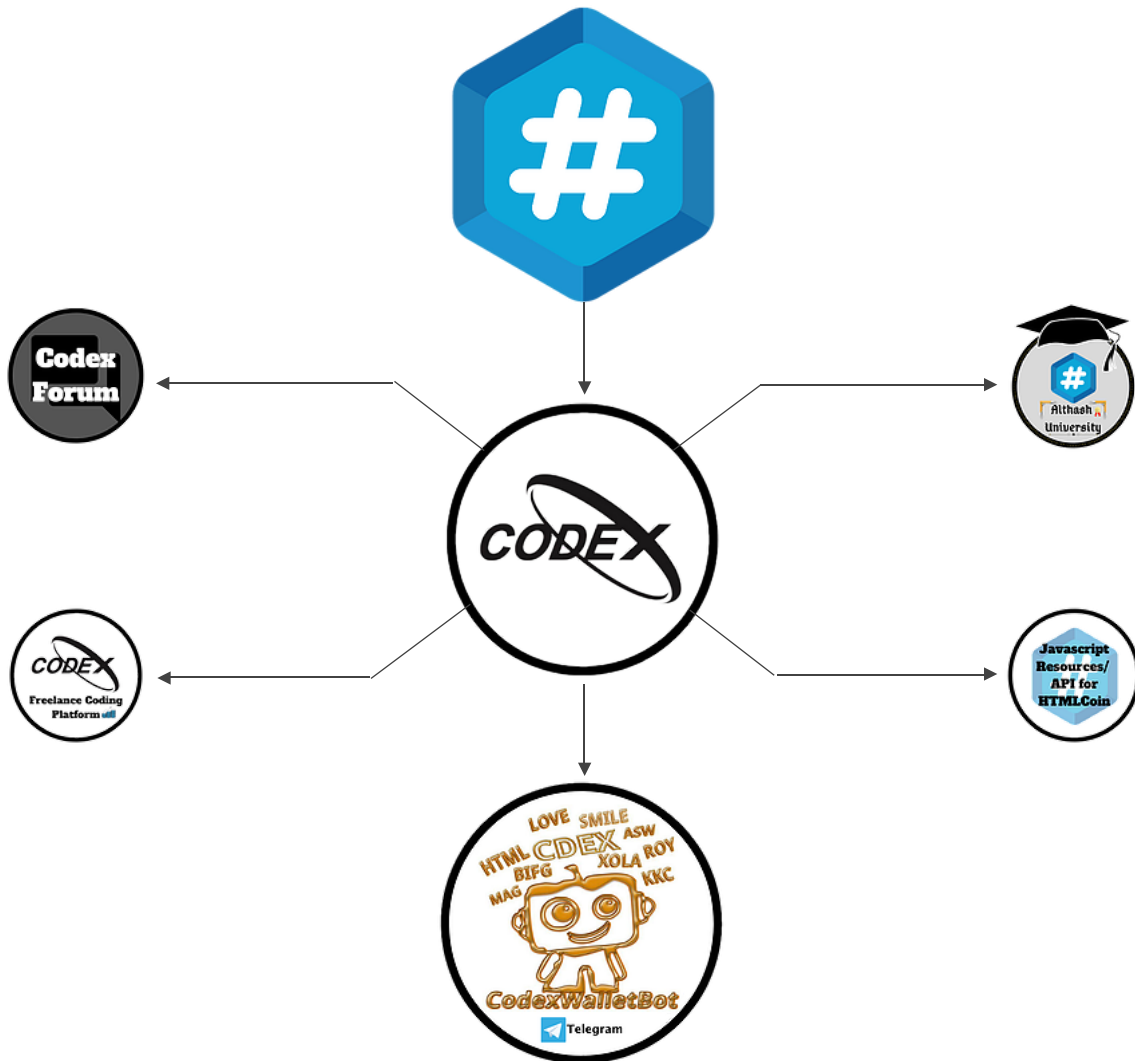 #
Codex
Forum
#
Althash
University
CODEX
CODEX
Freelance Coding
Platform
Javascript
Resources/
API for
HTMLCoin
LOVE SMILE
HTML CDEX ASW
BIFG XOLA ROY
MAG KKC
CodexWalletBot
Telegram